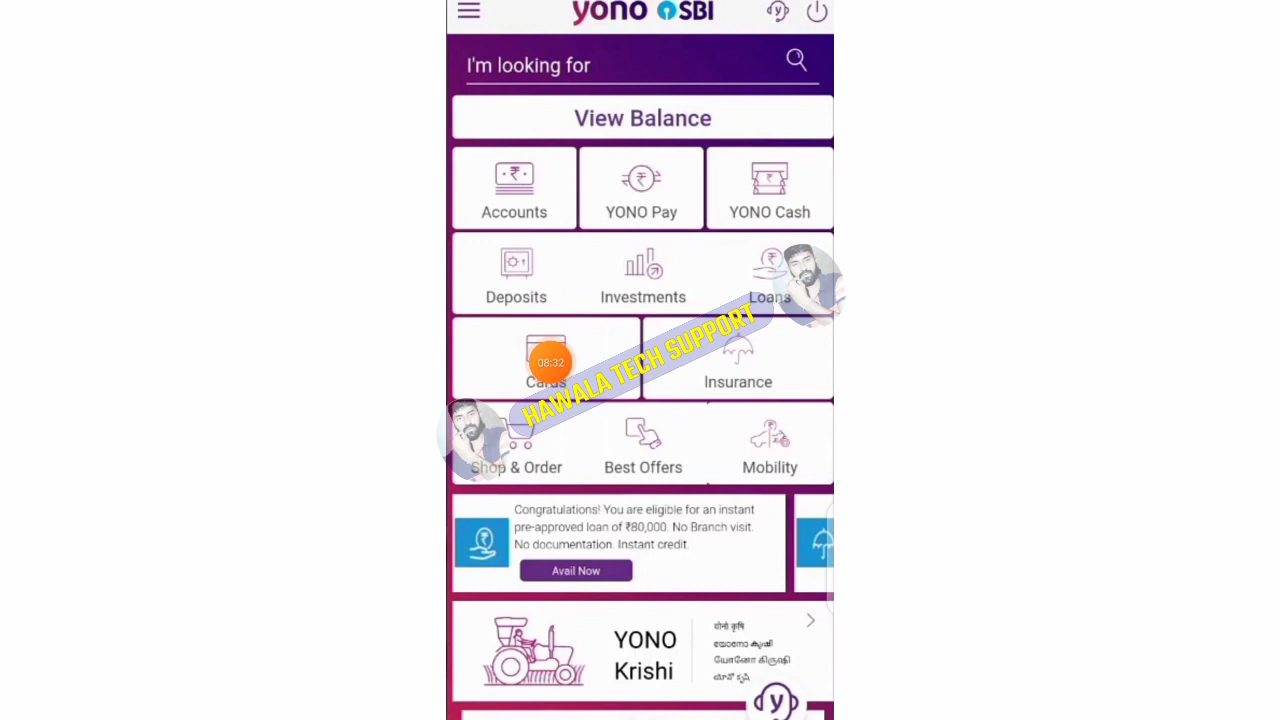 yono SBI
I'm looking for
View Balance
Accounts
YONO Pay
YONO Cash
Deposits
Investments
Loans
HAWALA TECH SUPPORT
08:32
Cards
Insurance
Shop & Order
Best Offers
Mobility
Congratulations! You are eligible for an instant
pre-approved loan of ₹80,000. No Branch visit.
No documentation. Instant credit.
Avail Now
YONO
Krishi
योनो कृषि
യോനോ കൃഷി
யோனோ கிருஷி
యోనో కృషి
y